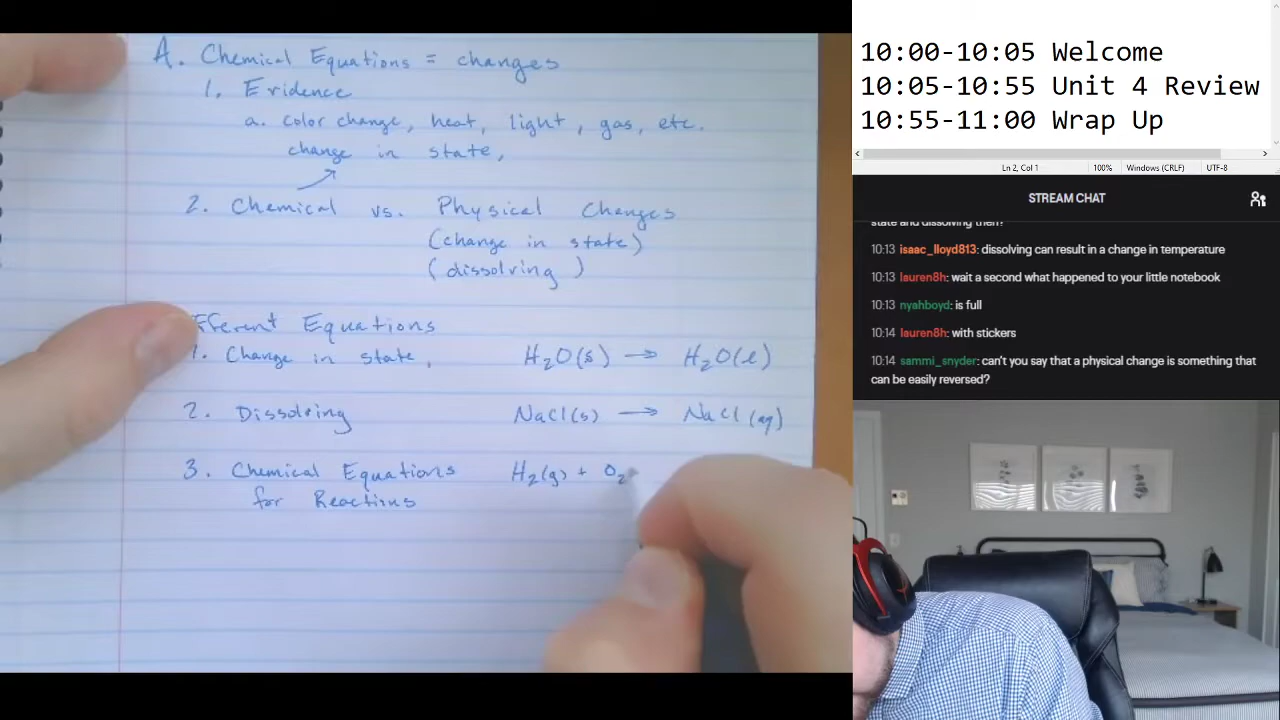 A. Chemical Equations = changes
1. Evidence
a. color change, heat, light, gas, etc.
change in state,
2. Chemical vs. Physical Changes
(change in state)
(dissolving)
fferent Equations
1. Change in state, H₂O(s) → H₂O(l)
2. Dissolving NaCl(s) → NaCl(aq)
3. Chemical Equations H₂(g) + O₂
for Reactions
10:00-10:05 Welcome
10:05-10:55 Unit 4 Review
10:55-11:00 Wrap Up
Ln 2, Col 1 100% Windows (CRLF) UTF-8
STREAM CHAT
state and dissolving then?
10:13 isaac_lloyd813: dissolving can result in a change in temperature
10:13 lauren8h: wait a second what happened to your little notebook
10:13 nyahboyd: is full
10:14 lauren8h: with stickers
10:14 sammi_snyder: can't you say that a physical change is something that
can be easily reversed?